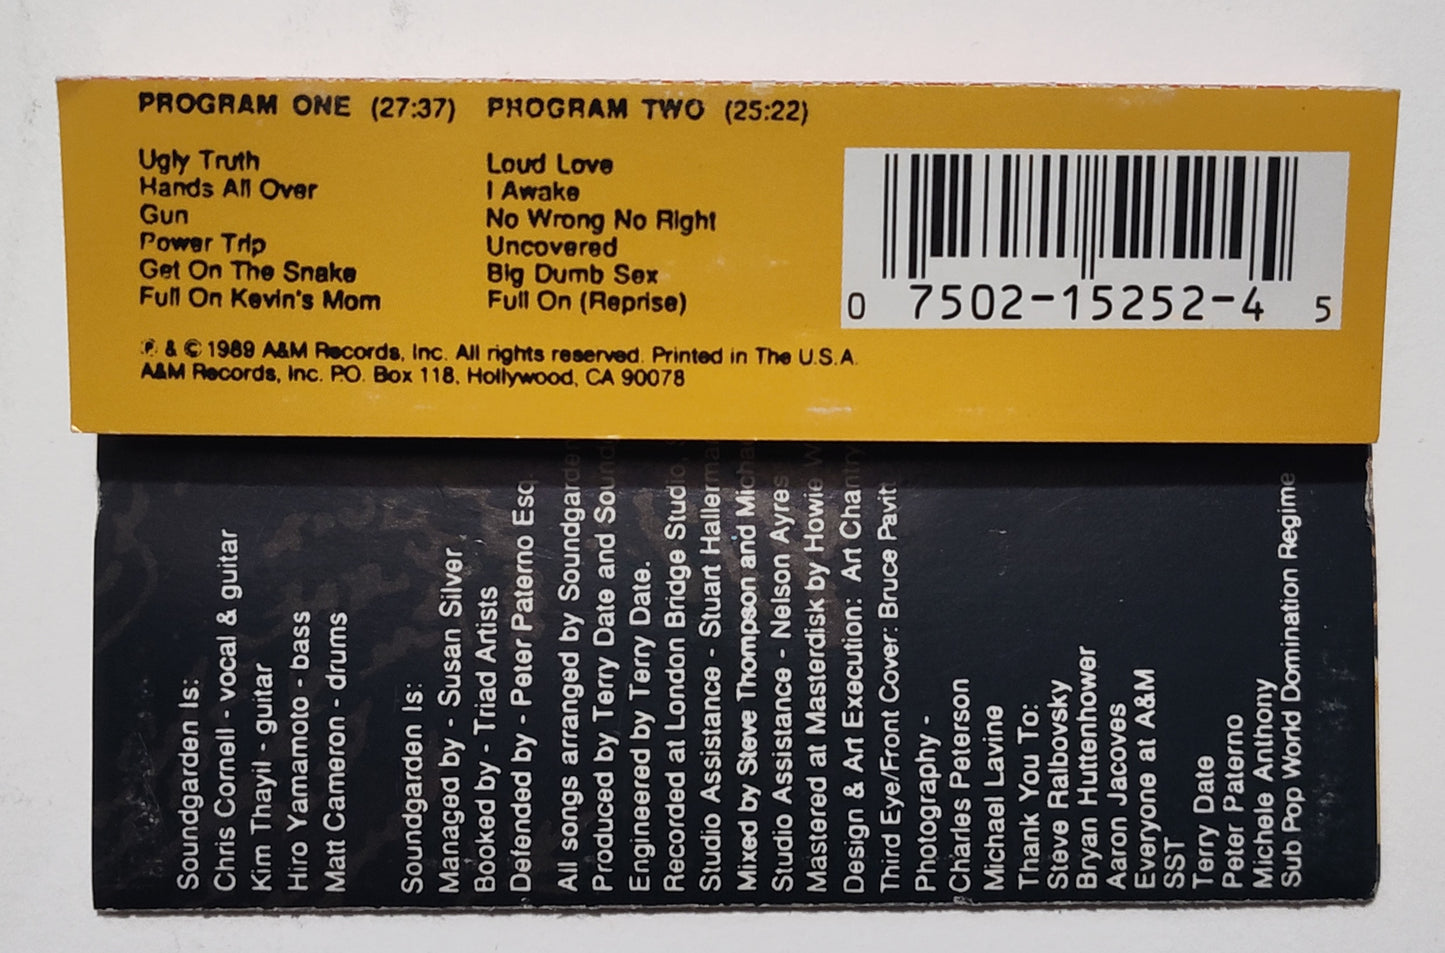 PROGRAM ONE (27:37)
Ugly Truth
Hands All Over
Gun
Power Trip
Get On The Snake
Full On Kevin's Mom
PROGRAM TWO (25:22)
Loud Love
I Awake
No Wrong No Right
Uncovered
Big Dumb Sex
Full On (Reprise)
0 7502-15252-4 5
℗ & © 1989 A&M Records, Inc. All rights reserved. Printed in The U.S.A.
A&M Records, Inc. P.O. Box 118, Hollywood, CA 90078
Soundgarden Is:
Chris Cornell - vocal & guitar
Kim Thayil - guitar
Hiro Yamamoto - bass
Matt Cameron - drums
Soundgarden Is:
Managed by - Susan Silver
Booked by - Triad Artists
Defended by - Peter Paterno Esq.
All songs arranged by Soundgarden
Produced by Terry Date and Sound
Engineered by Terry Date.
Recorded at London Bridge Studio,
Studio Assistance - Stuart Hallerma
Mixed by Steve Thompson and Micha
Studio Assistance - Nelson Ayres
Mastered at Masterdisk by Howie W
Design & Art Execution: Art Chantry
Third Eye/Front Cover: Bruce Pavitt
Photography -
Charles Peterson
Michael Lavine
Thank You To:
Steve Ralbovsky
Bryan Huttenhower
Aaron Jacoves
Everyone at A&M
SST
Terry Date
Peter Paterno
Michele Anthony
Sub Pop World Domination Regime